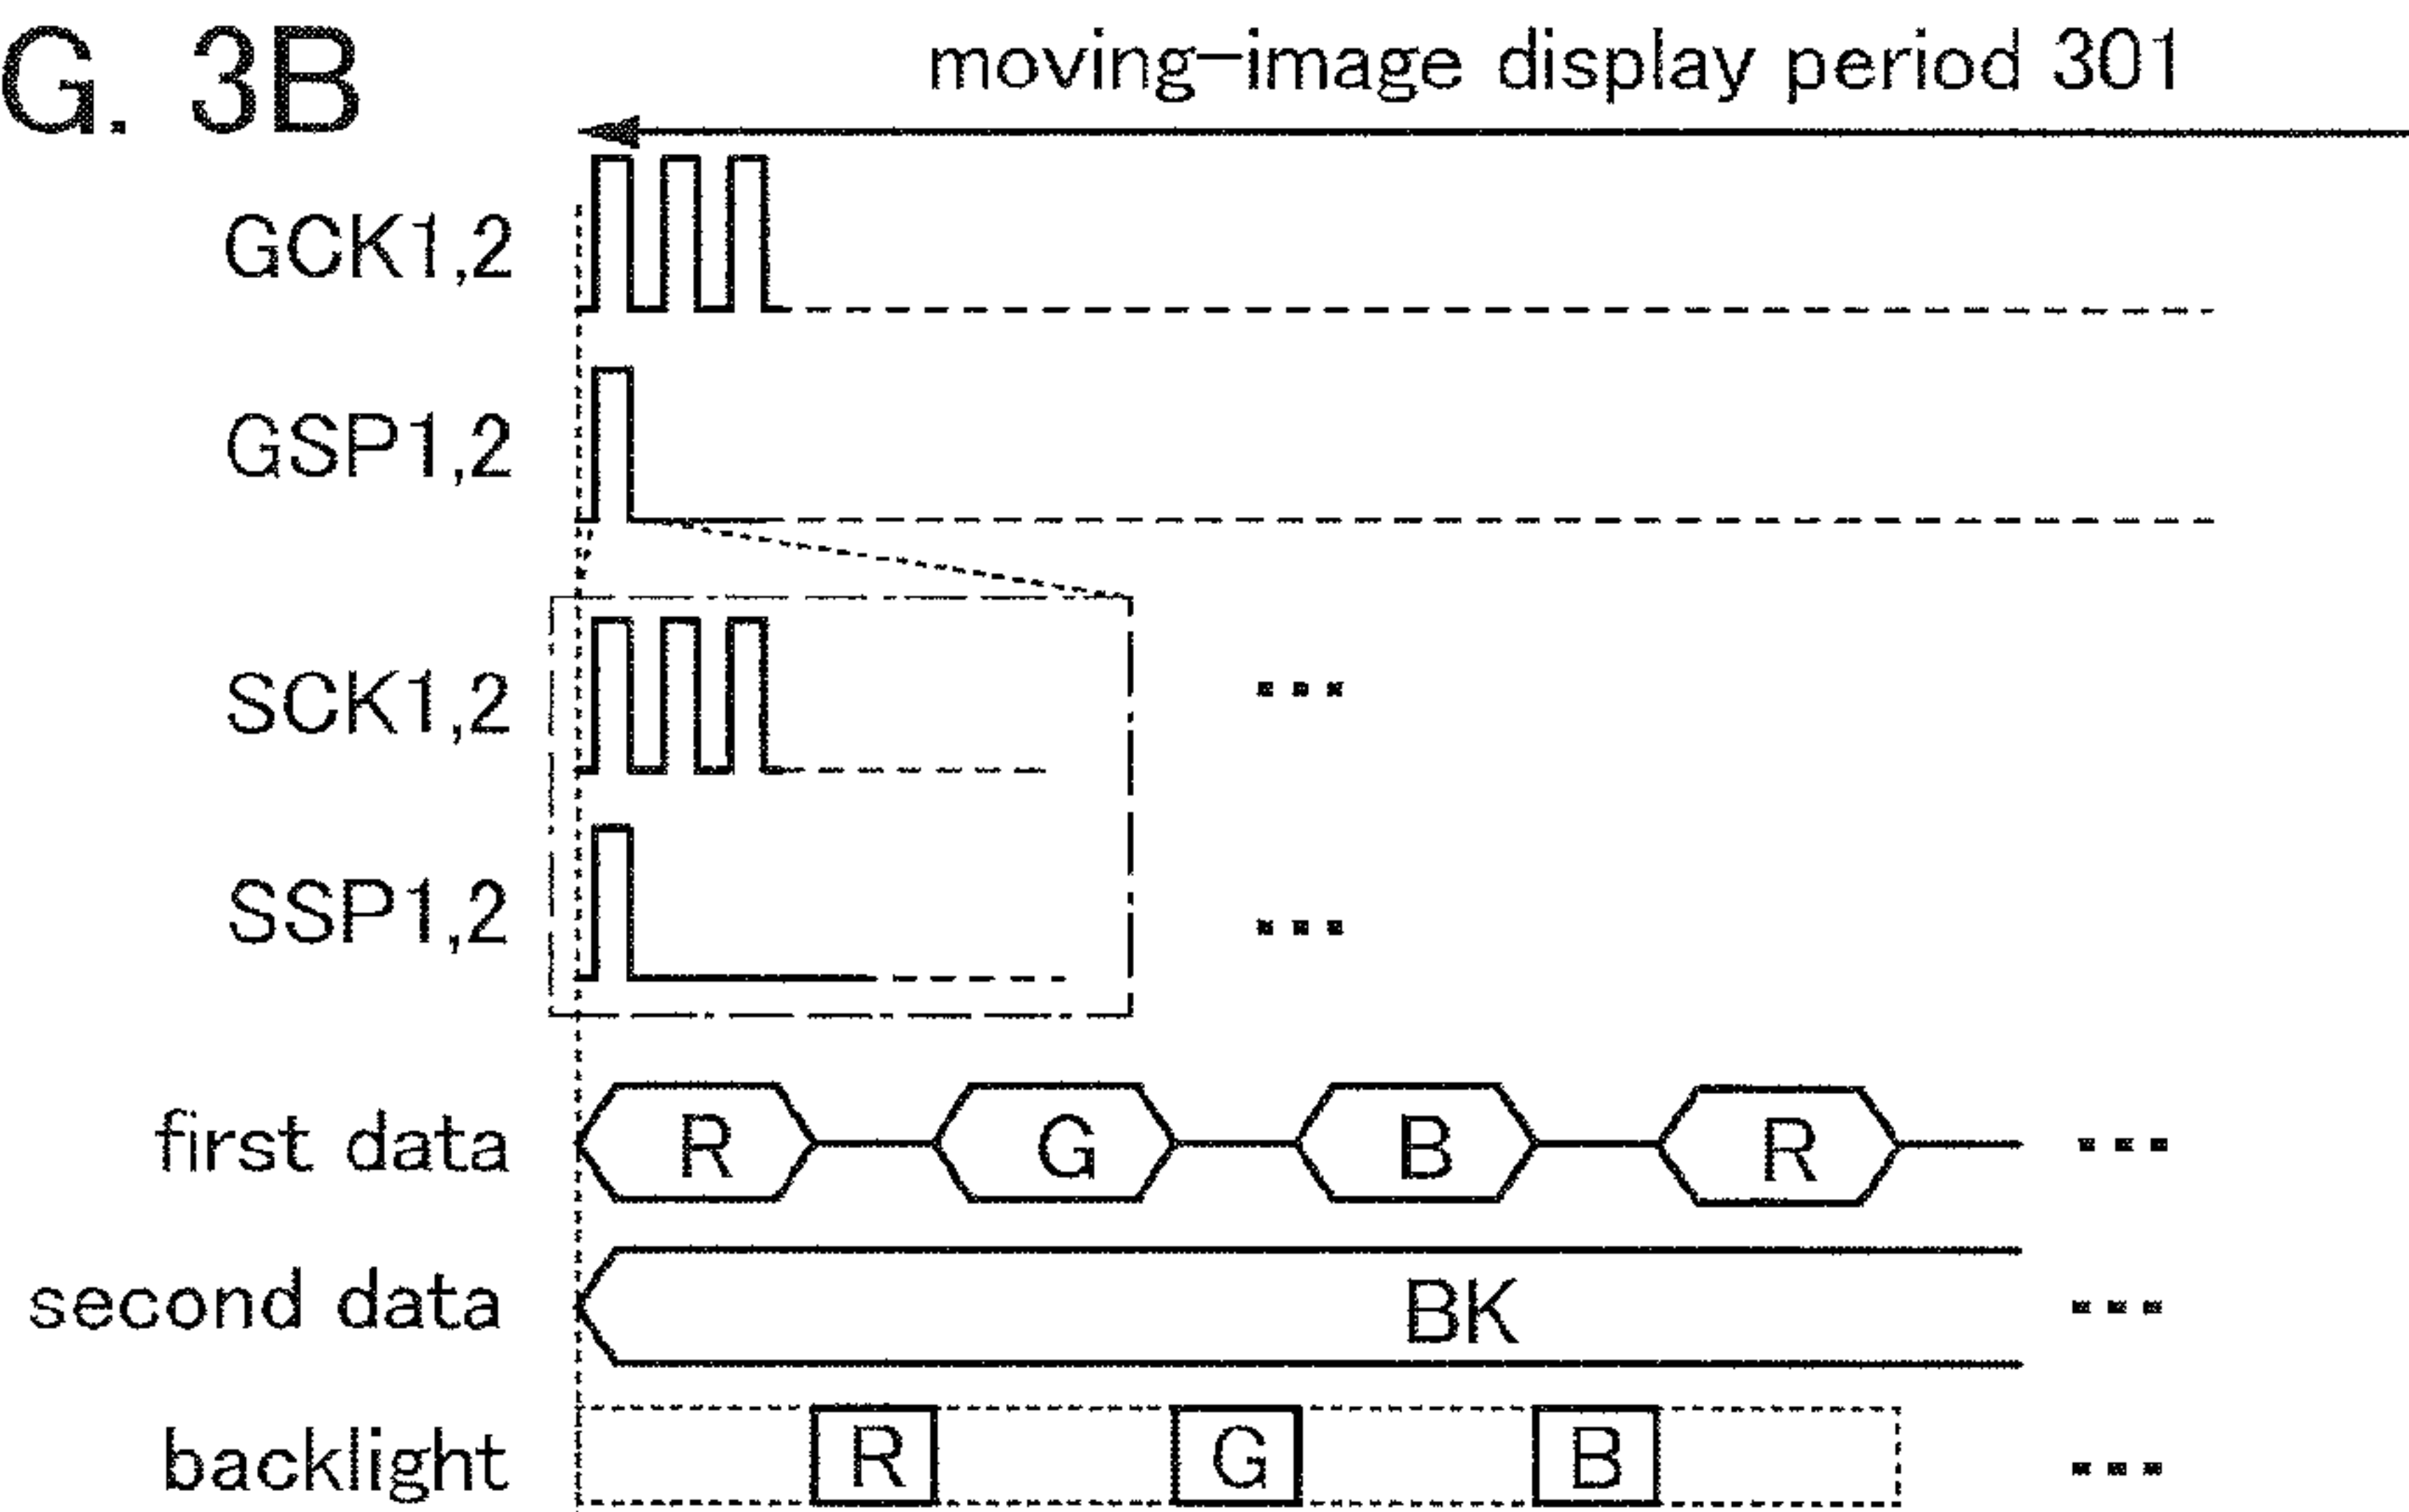 G. 3B
moving-image display period 301
GCK1,2
GSP1,2
SCK1,2 ...
SSP1,2 ...
first data R G B R ...
second data BK ...
backlight R G B ...